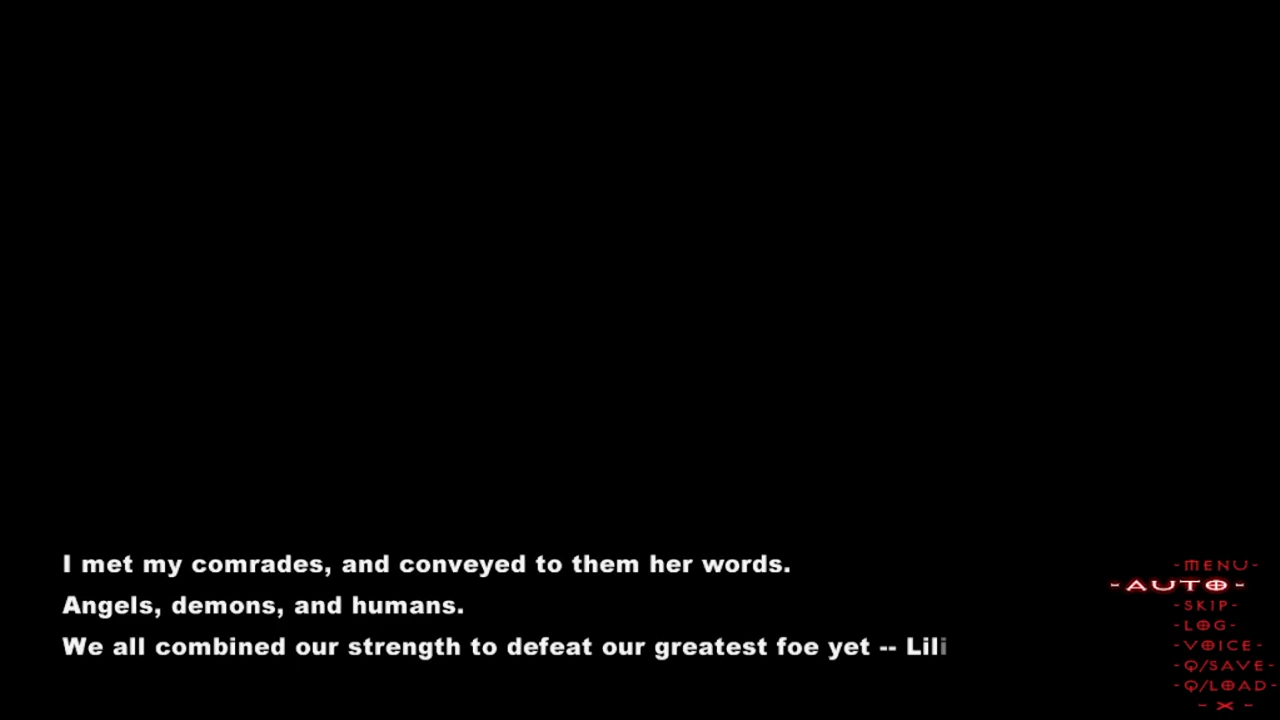 I met my comrades, and conveyed to them her words.
Angels, demons, and humans.
We all combined our strength to defeat our greatest foe yet -- Lili
-MENU-
-AUTO-
-SKIP-
-LOG-
-VOICE-
-Q/SAVE-
-Q/LOAD-
-X-